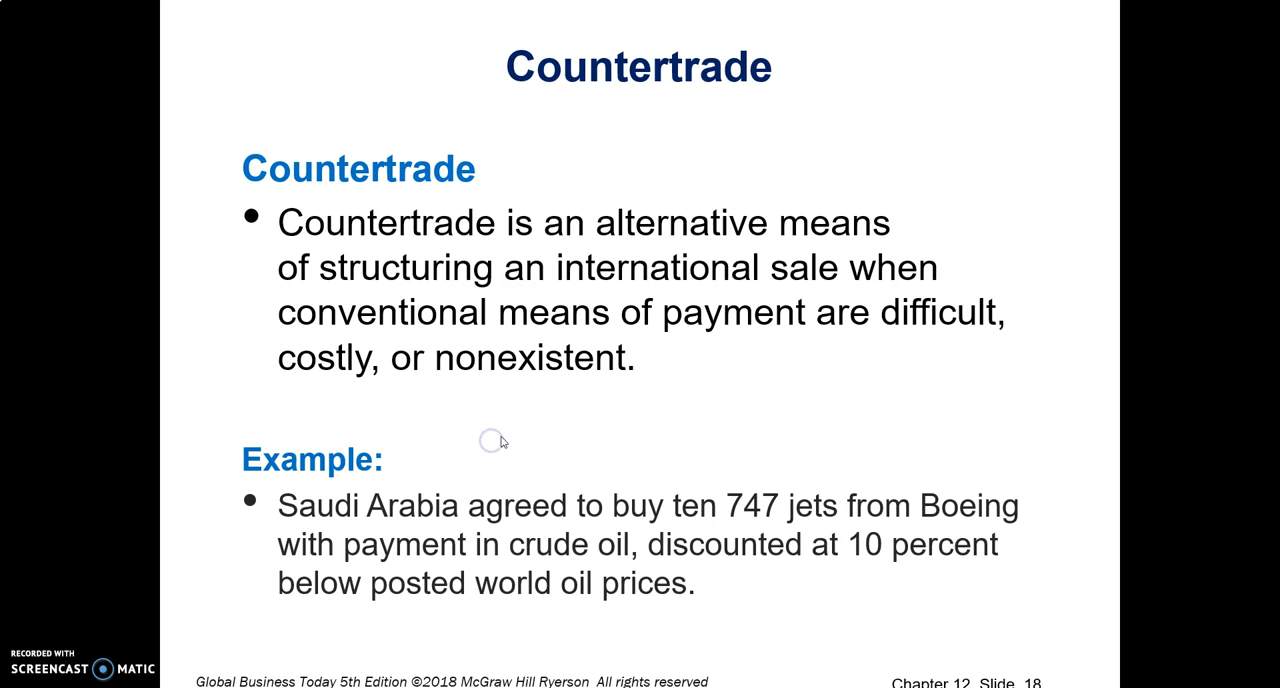 Countertrade
Countertrade
• Countertrade is an alternative means
of structuring an international sale when
conventional means of payment are difficult,
costly, or nonexistent.
Example:
• Saudi Arabia agreed to buy ten 747 jets from Boeing
with payment in crude oil, discounted at 10 percent
below posted world oil prices.
RECORDED WITH
SCREENCAST MATIC
Global Business Today 5th Edition ©2018 McGraw Hill Ryerson All rights reserved
Chapter 12, Slide, 18